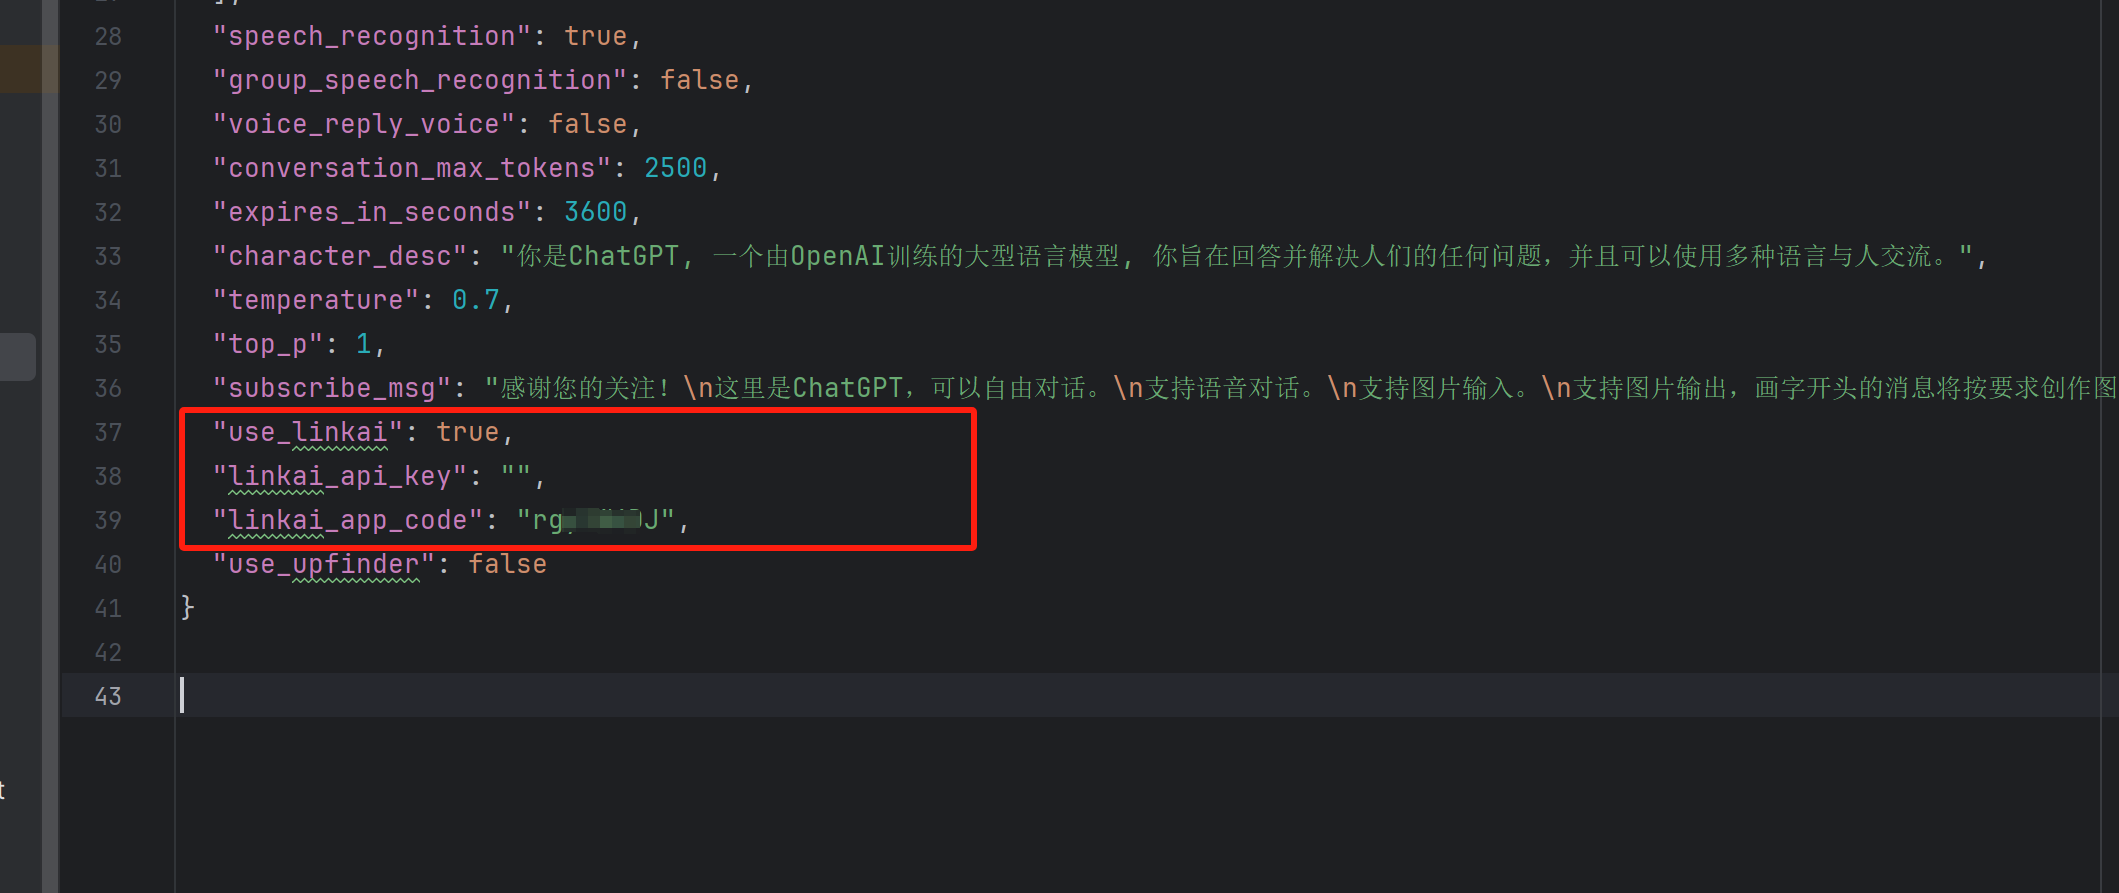 28 "speech_recognition": true,
29 "group_speech_recognition": false,
30 "voice_reply_voice": false,
31 "conversation_max_tokens": 2500,
32 "expires_in_seconds": 3600,
33 "character_desc": "你是ChatGPT, 一个由OpenAI训练的大型语言模型, 你旨在回答并解决人们的任何问题，并且可以使用多种语言与人交流。",
34 "temperature": 0.7,
35 "top_p": 1,
36 "subscribe_msg": "感谢您的关注！\n这里是ChatGPT，可以自由对话。\n支持语音对话。\n支持图片输入。\n支持图片输出，画字开头的消息将按要求创作图
37 "use_linkai": true,
38 "linkai_api_key": "",
39 "linkai_app_code":
40 "use_upfinder": false
41 }
42
43